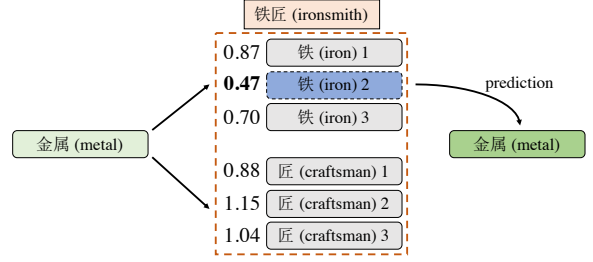 铁匠 (ironsmith)
0.87 铁 (iron) 1
0.47 铁 (iron) 2
prediction
0.70 铁 (iron) 3
金属 (metal)
金属 (metal)
0.88 匠 (craftsman) 1
1.15 匠 (craftsman) 2
1.04 匠 (craftsman) 3